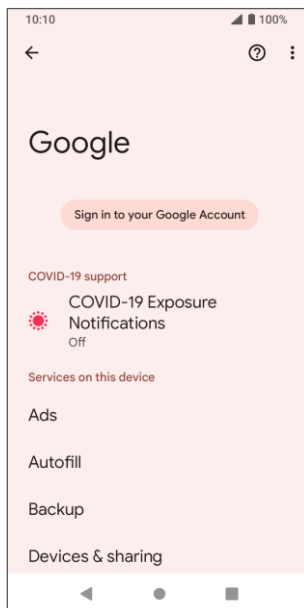 10:10
100%
Google
Sign in to your Google Account
COVID-19 support
COVID-19 Exposure
Notifications
Off
Services on this device
Ads
Autofill
Backup
Devices & sharing